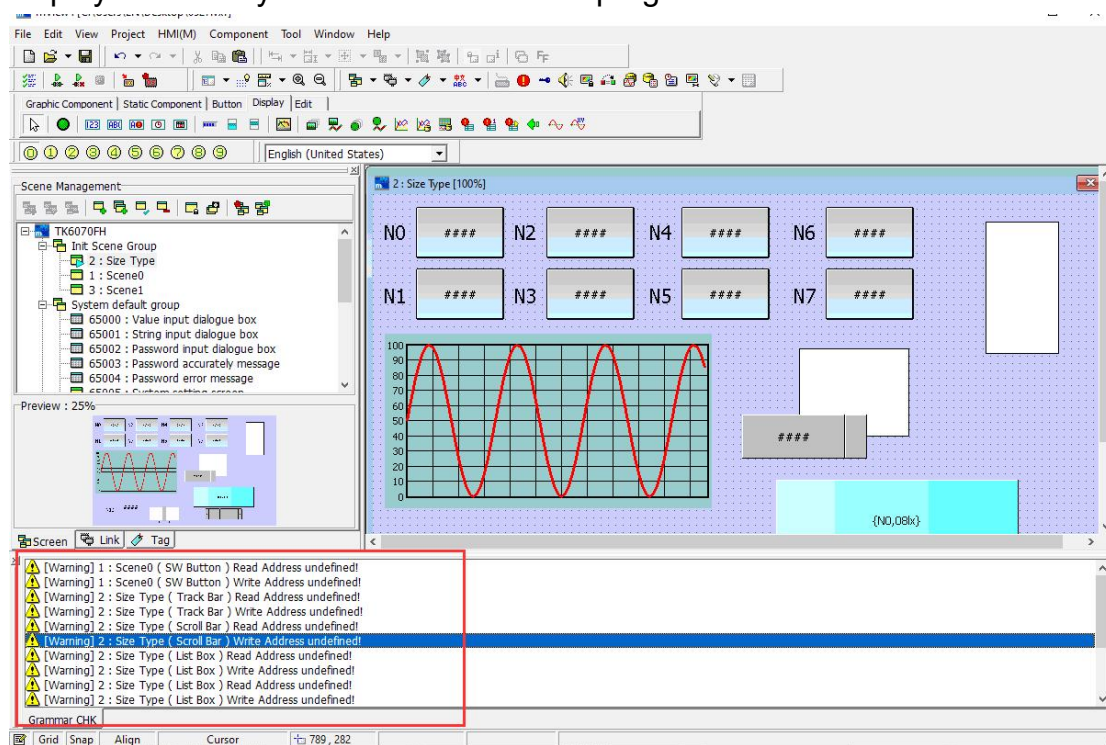 File Edit View Project HMI(M) Component Tool Window Help
Graphic Component Static Component Button Display Edit
English (United States)
Scene Management
TK6070FH
Init Scene Group
2 : Size Type
1 : Scene0
3 : Scene1
System default group
65000 : Value input dialogue box
65001 : String input dialogue box
65002 : Password input dialogue box
65003 : Password accurately message
65004 : Password error message
Preview : 25%
Screen Link Tag
2 : Size Type [100%]
N0 #### N2 #### N4 #### N6 ####
N1 #### N3 #### N5 #### N7 ####
100
90
80
70
60
50
40
30
20
10
0
####
{N0,08lx}
[Warning] 1 : Scene0 ( SW Button ) Read Address undefined!
[Warning] 1 : Scene0 ( SW Button ) Write Address undefined!
[Warning] 2 : Size Type ( Track Bar ) Read Address undefined!
[Warning] 2 : Size Type ( Track Bar ) Write Address undefined!
[Warning] 2 : Size Type ( Scroll Bar ) Read Address undefined!
[Warning] 2 : Size Type ( Scroll Bar ) Write Address undefined!
[Warning] 2 : Size Type ( List Box ) Read Address undefined!
[Warning] 2 : Size Type ( List Box ) Write Address undefined!
[Warning] 2 : Size Type ( List Box ) Read Address undefined!
[Warning] 2 : Size Type ( List Box ) Write Address undefined!
Grammar CHK
Grid Snap Align Cursor 789 , 282